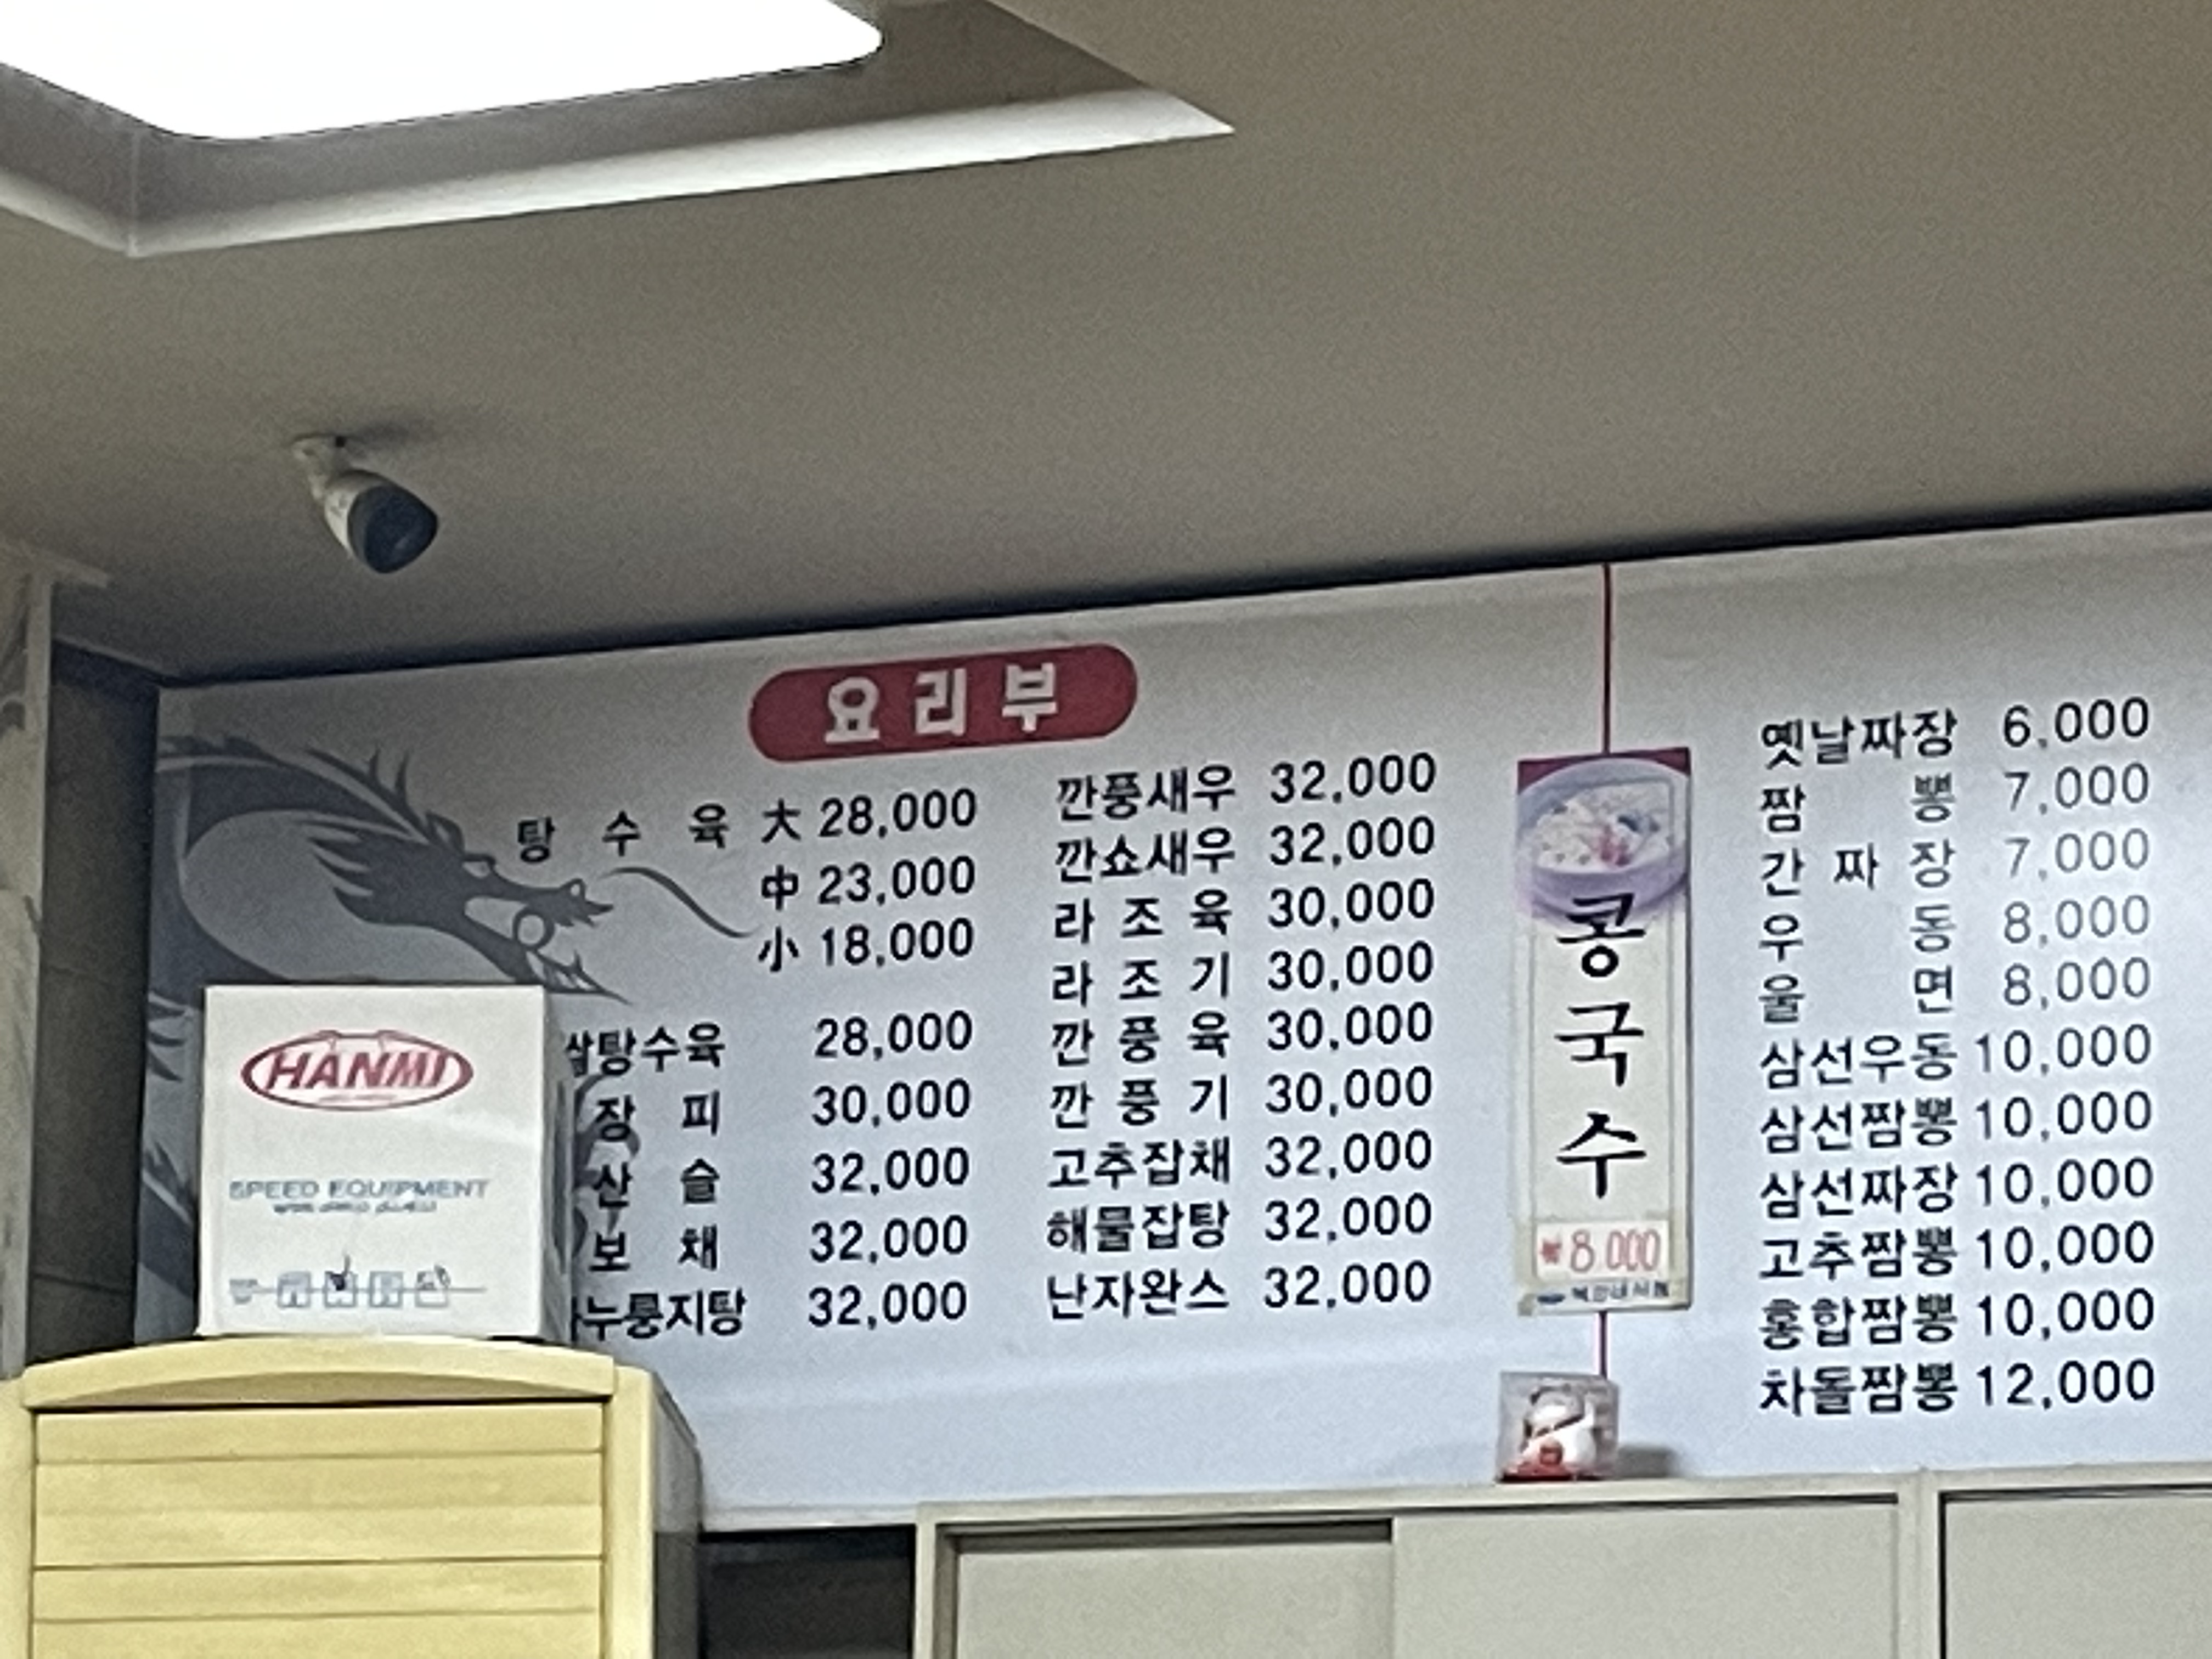 요리부
탕 수 육 大 28,000
中 23,000
小 18,000
탕수육 28,000
장 피 30,000
산 슬 32,000
보 채 32,000
누룽지탕 32,000
깐풍새우 32,000
깐쇼새우 32,000
라 조 육 30,000
라 조 기 30,000
깐 풍 육 30,000
깐 풍 기 30,000
고추잡채 32,000
해물잡탕 32,000
난자완스 32,000
콩
국
수
₩8,000
옛날짜장 6,000
짬 뽕 7,000
간 짜 장 7,000
우 동 8,000
울 면 8,000
삼선우동 10,000
삼선짬뽕 10,000
삼선짜장 10,000
고추짬뽕 10,000
홍합짬뽕 10,000
차돌짬뽕 12,000
HANMI
SPEED EQUIPMENT